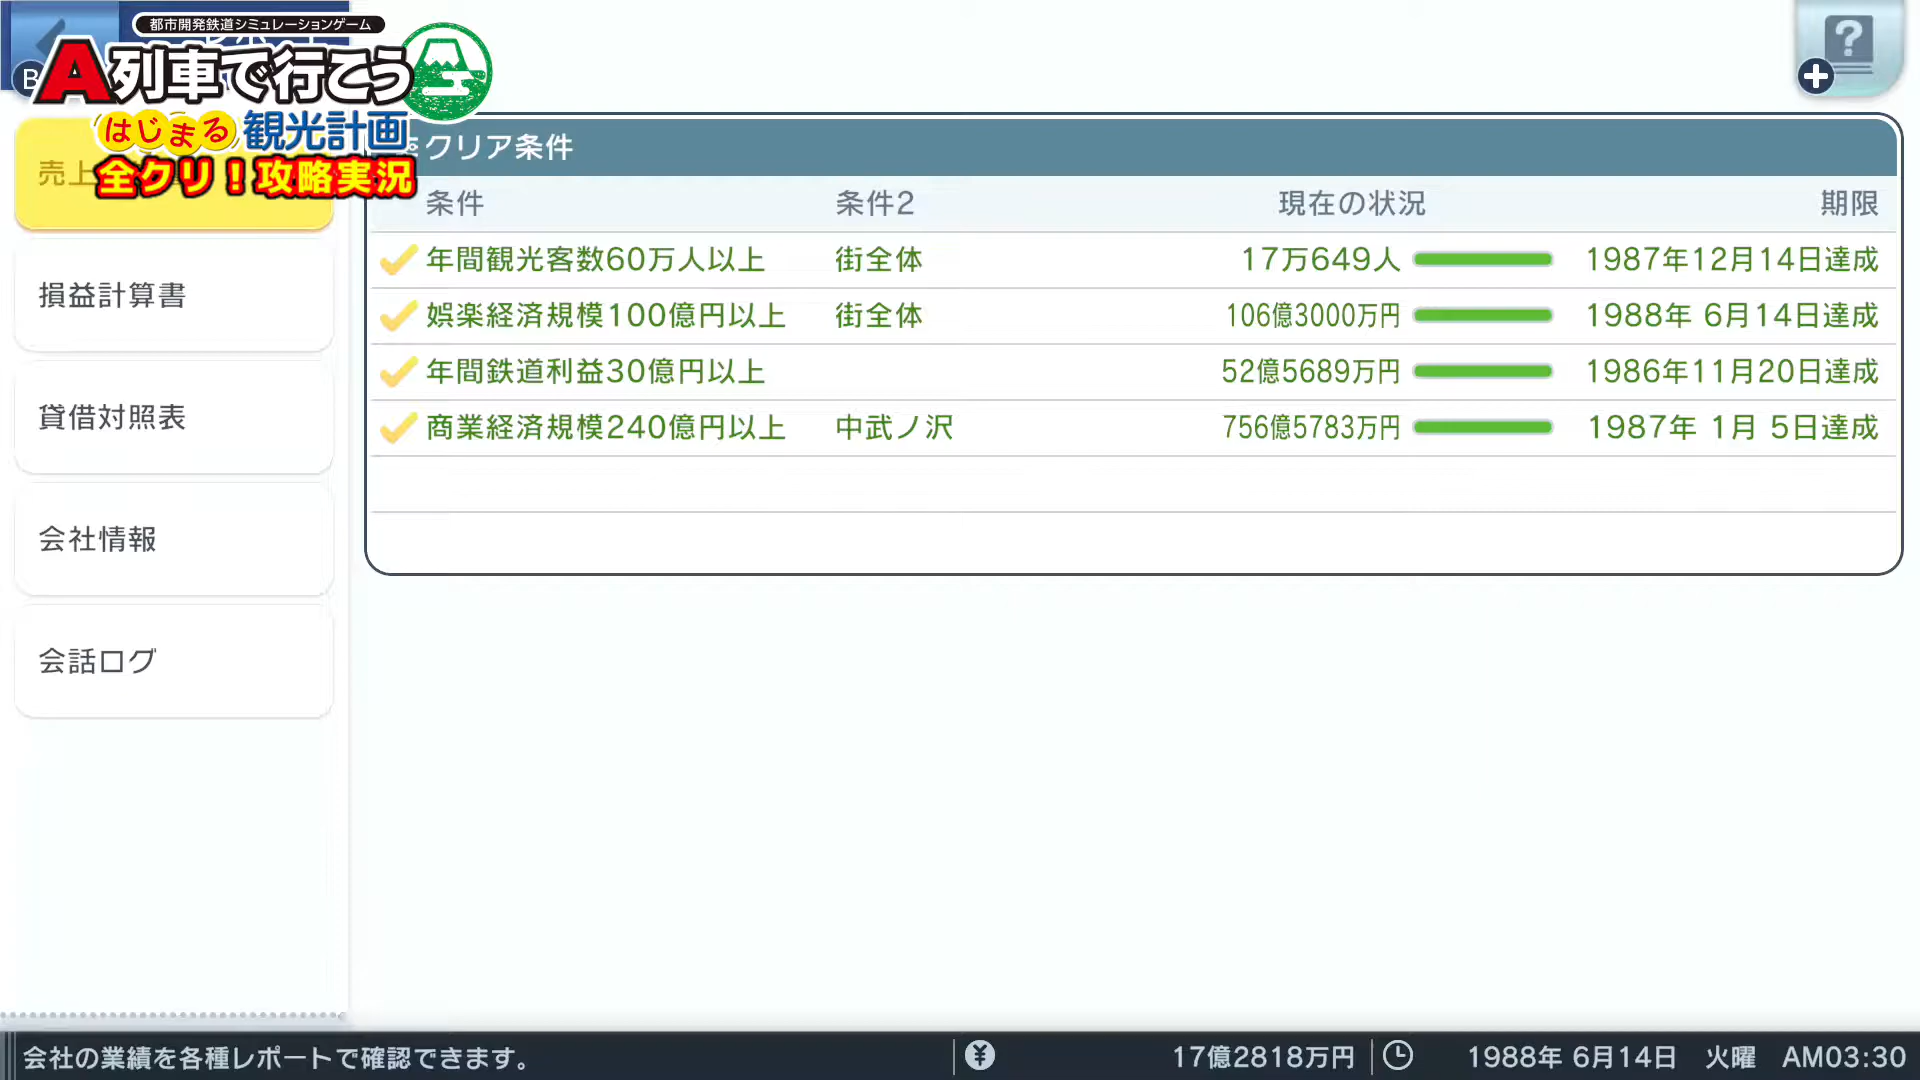 都市開発鉄道シミュレーションゲーム
A列車で行こう
はじまる観光計画
全クリ！攻略実況
B
?
+
売上
損益計算書
貸借対照表
会社情報
会話ログ
クリア条件
条件 条件2 現在の状況 期限
年間観光客数60万人以上 街全体 17万649人 1987年12月14日達成
娯楽経済規模100億円以上 街全体 106億3000万円 1988年 6月14日達成
年間鉄道利益30億円以上 52億5689万円 1986年11月20日達成
商業経済規模240億円以上 中武ノ沢 756億5783万円 1987年 1月 5日達成
会社の業績を各種レポートで確認できます。 ¥ 17億2818万円 1988年 6月14日 火曜 AM03:30